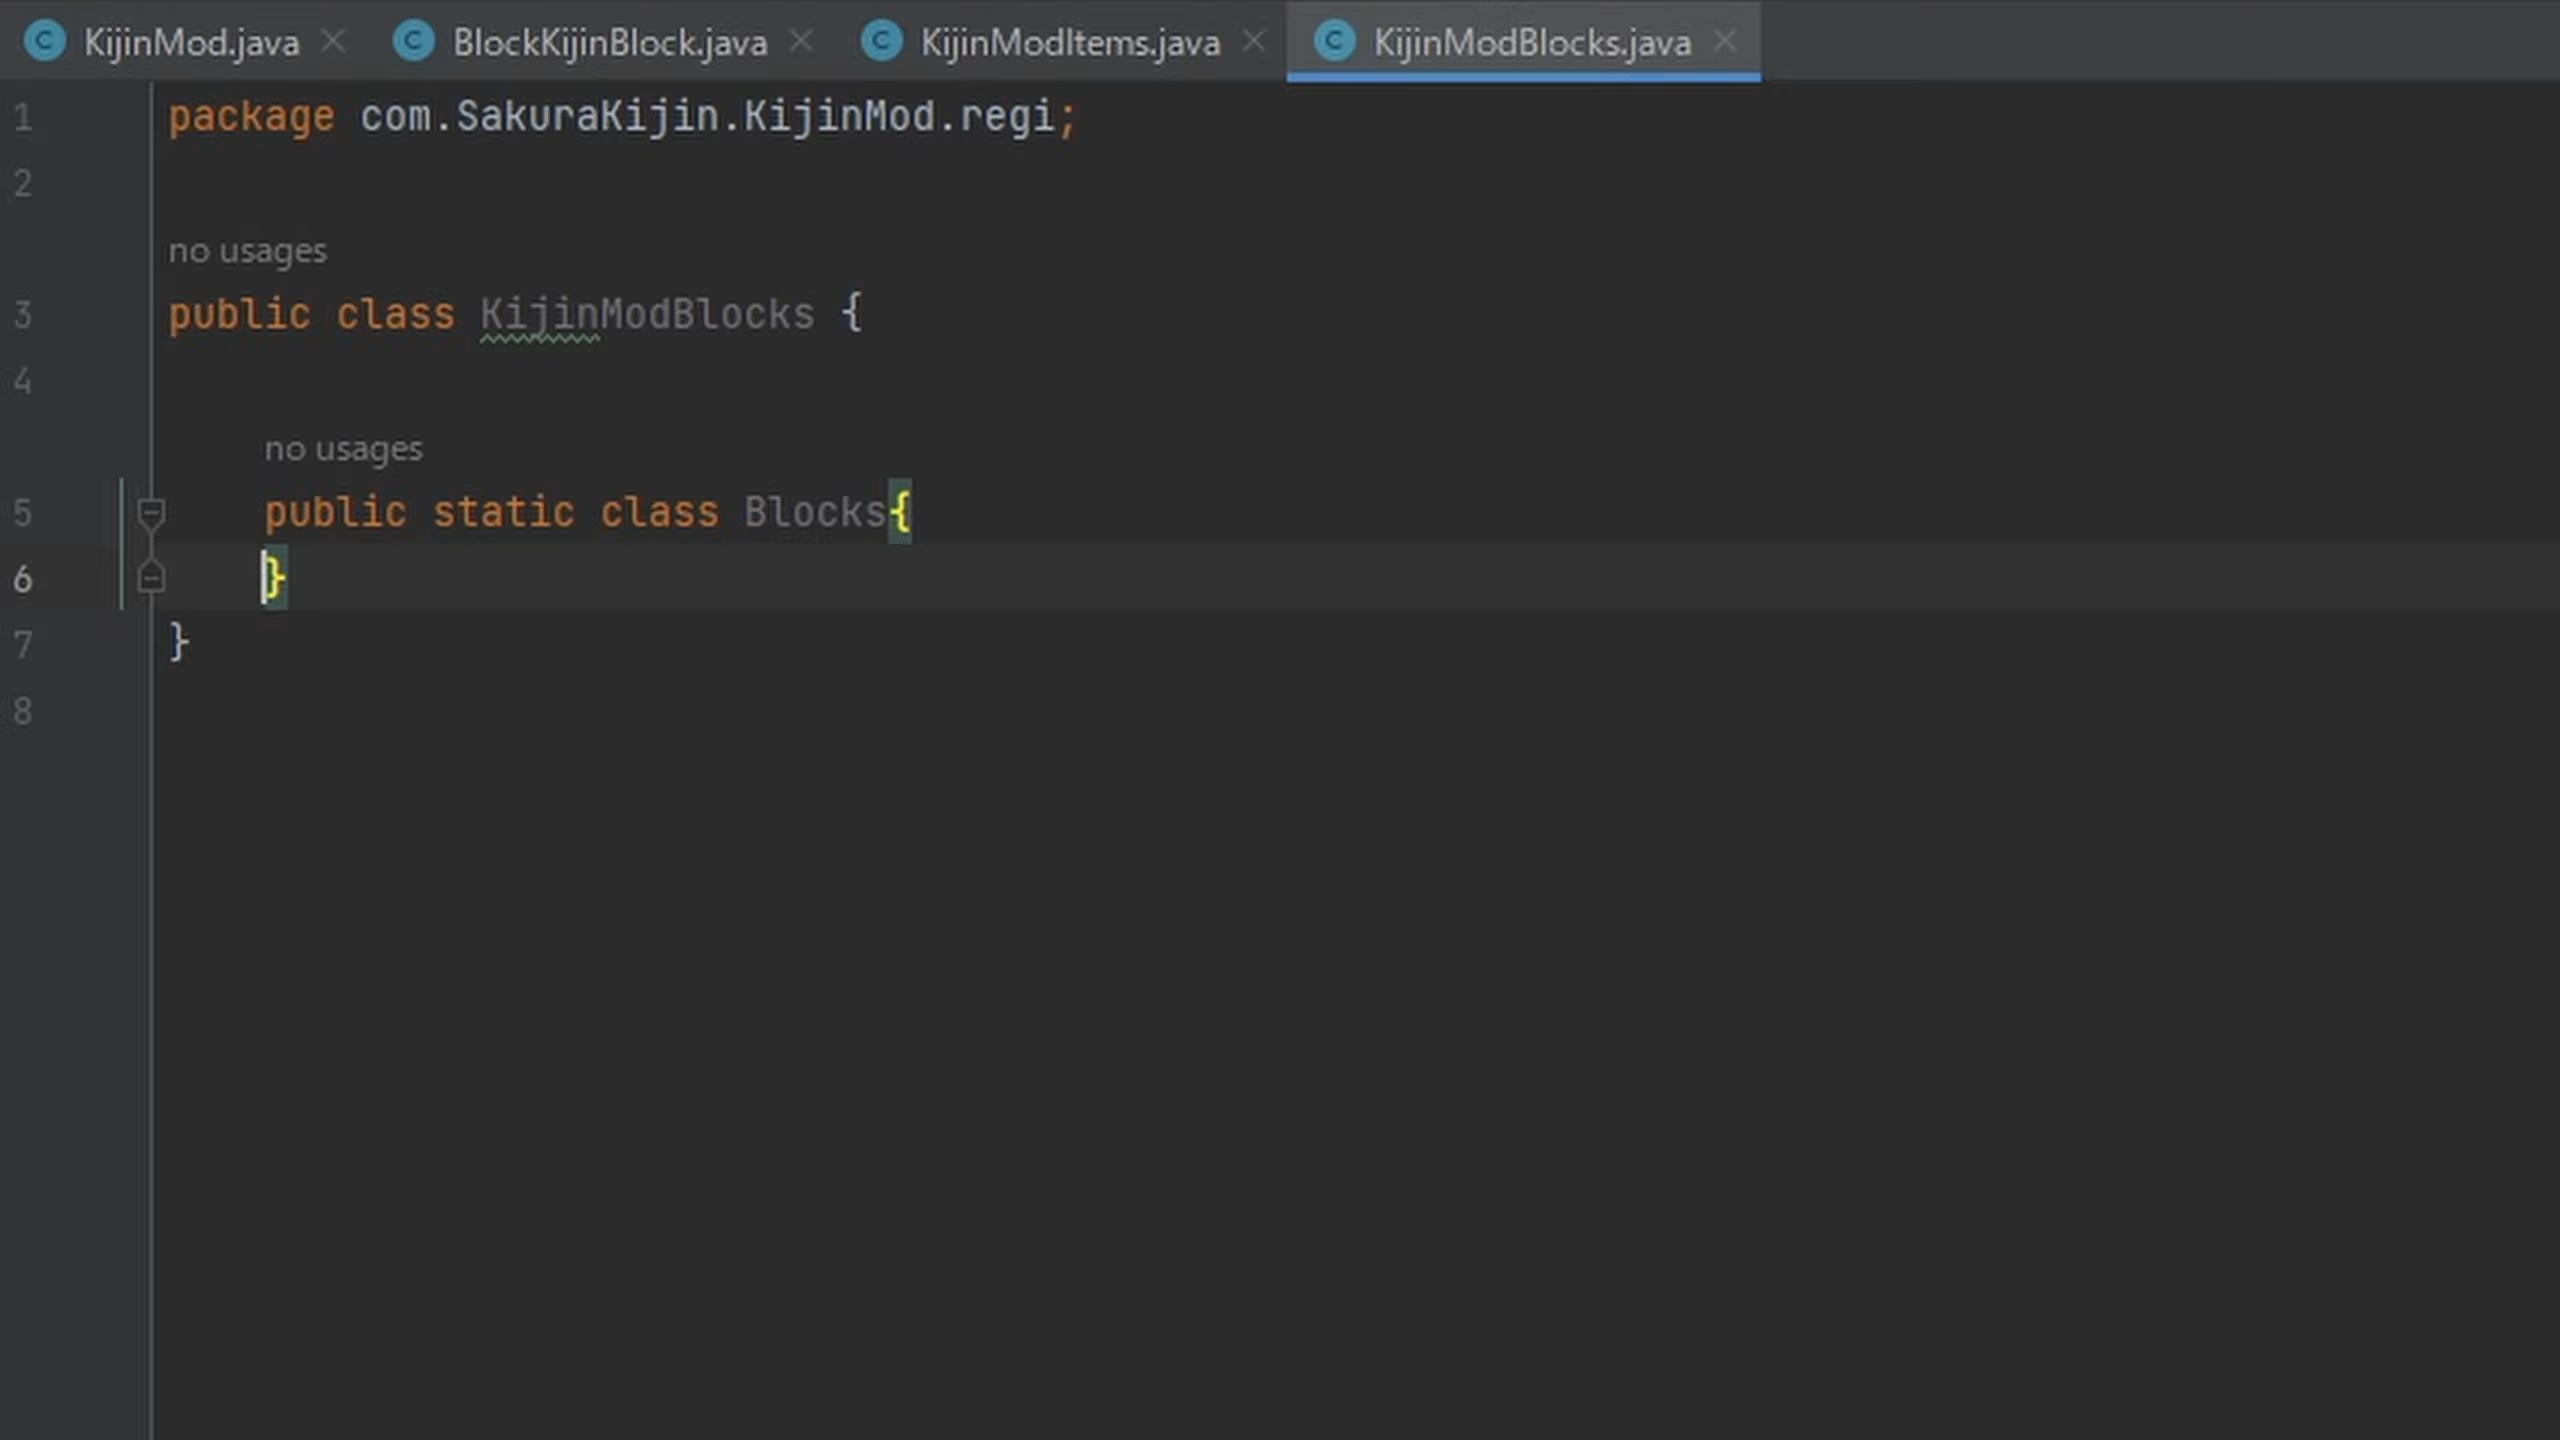 KijinMod.java BlockKijinBlock.java KijinModItems.java KijinModBlocks.java
1 package com.SakuraKijin.KijinMod.regi;
2
no usages
3 public class KijinModBlocks {
4
no usages
5 public static class Blocks{
6 }
7 }
8